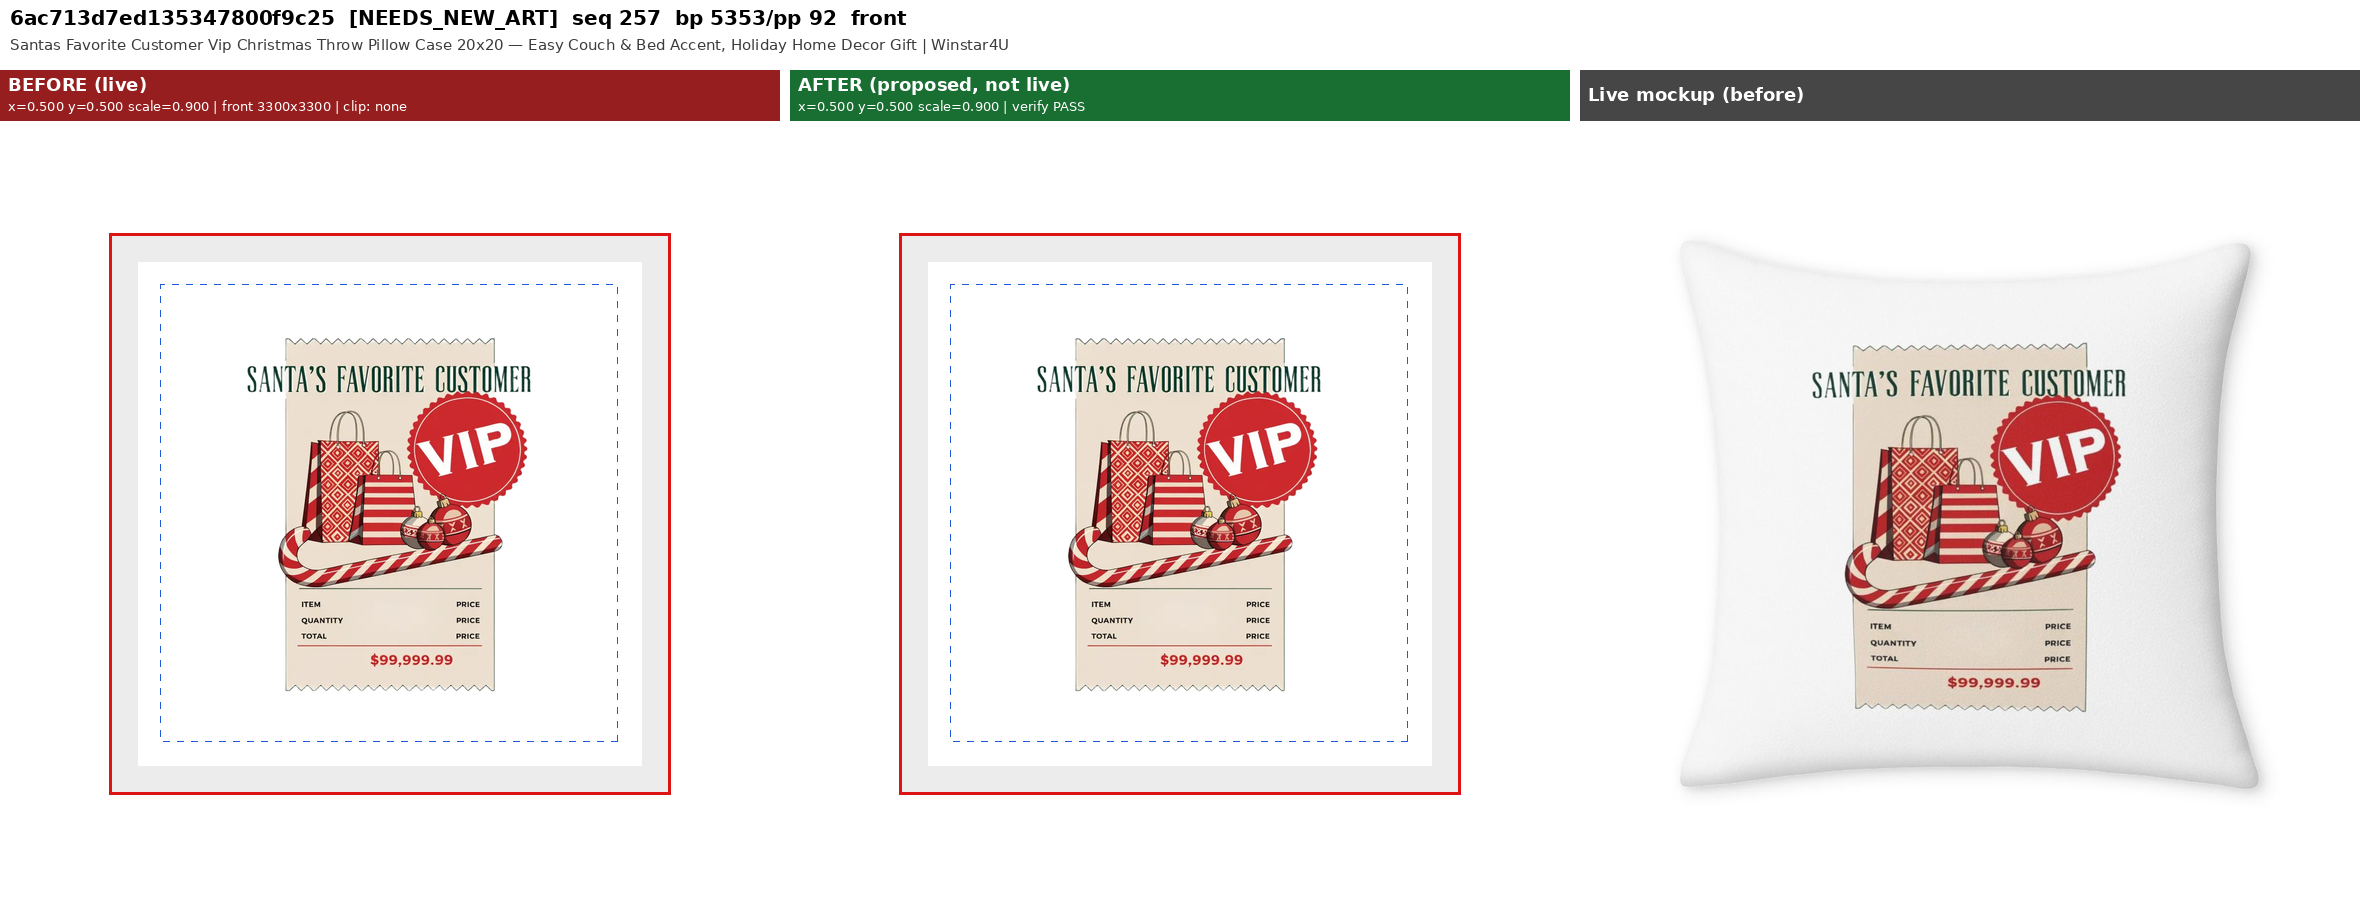 6ac713d7ed135347800f9c25 [NEEDS_NEW_ART] seq 257 bp 5353/pp 92 front
Santas Favorite Customer Vip Christmas Throw Pillow Case 20x20 — Easy Couch & Bed Accent, Holiday Home Decor Gift | Winstar4U
BEFORE (live)
x=0.500 y=0.500 scale=0.900 | front 3300x3300 | clip: none
AFTER (proposed, not live)
x=0.500 y=0.500 scale=0.900 | verify PASS
Live mockup (before)
SANTA'S FAVORITE CUSTOMER
VIP
ITEM PRICE
QUANTITY PRICE
TOTAL PRICE
$99,999.99
SANTA'S FAVORITE CUSTOMER
VIP
ITEM PRICE
QUANTITY PRICE
TOTAL PRICE
$99,999.99
SANTA'S FAVORITE CUSTOMER
VIP
ITEM PRICE
QUANTITY PRICE
TOTAL PRICE
$99,999.99